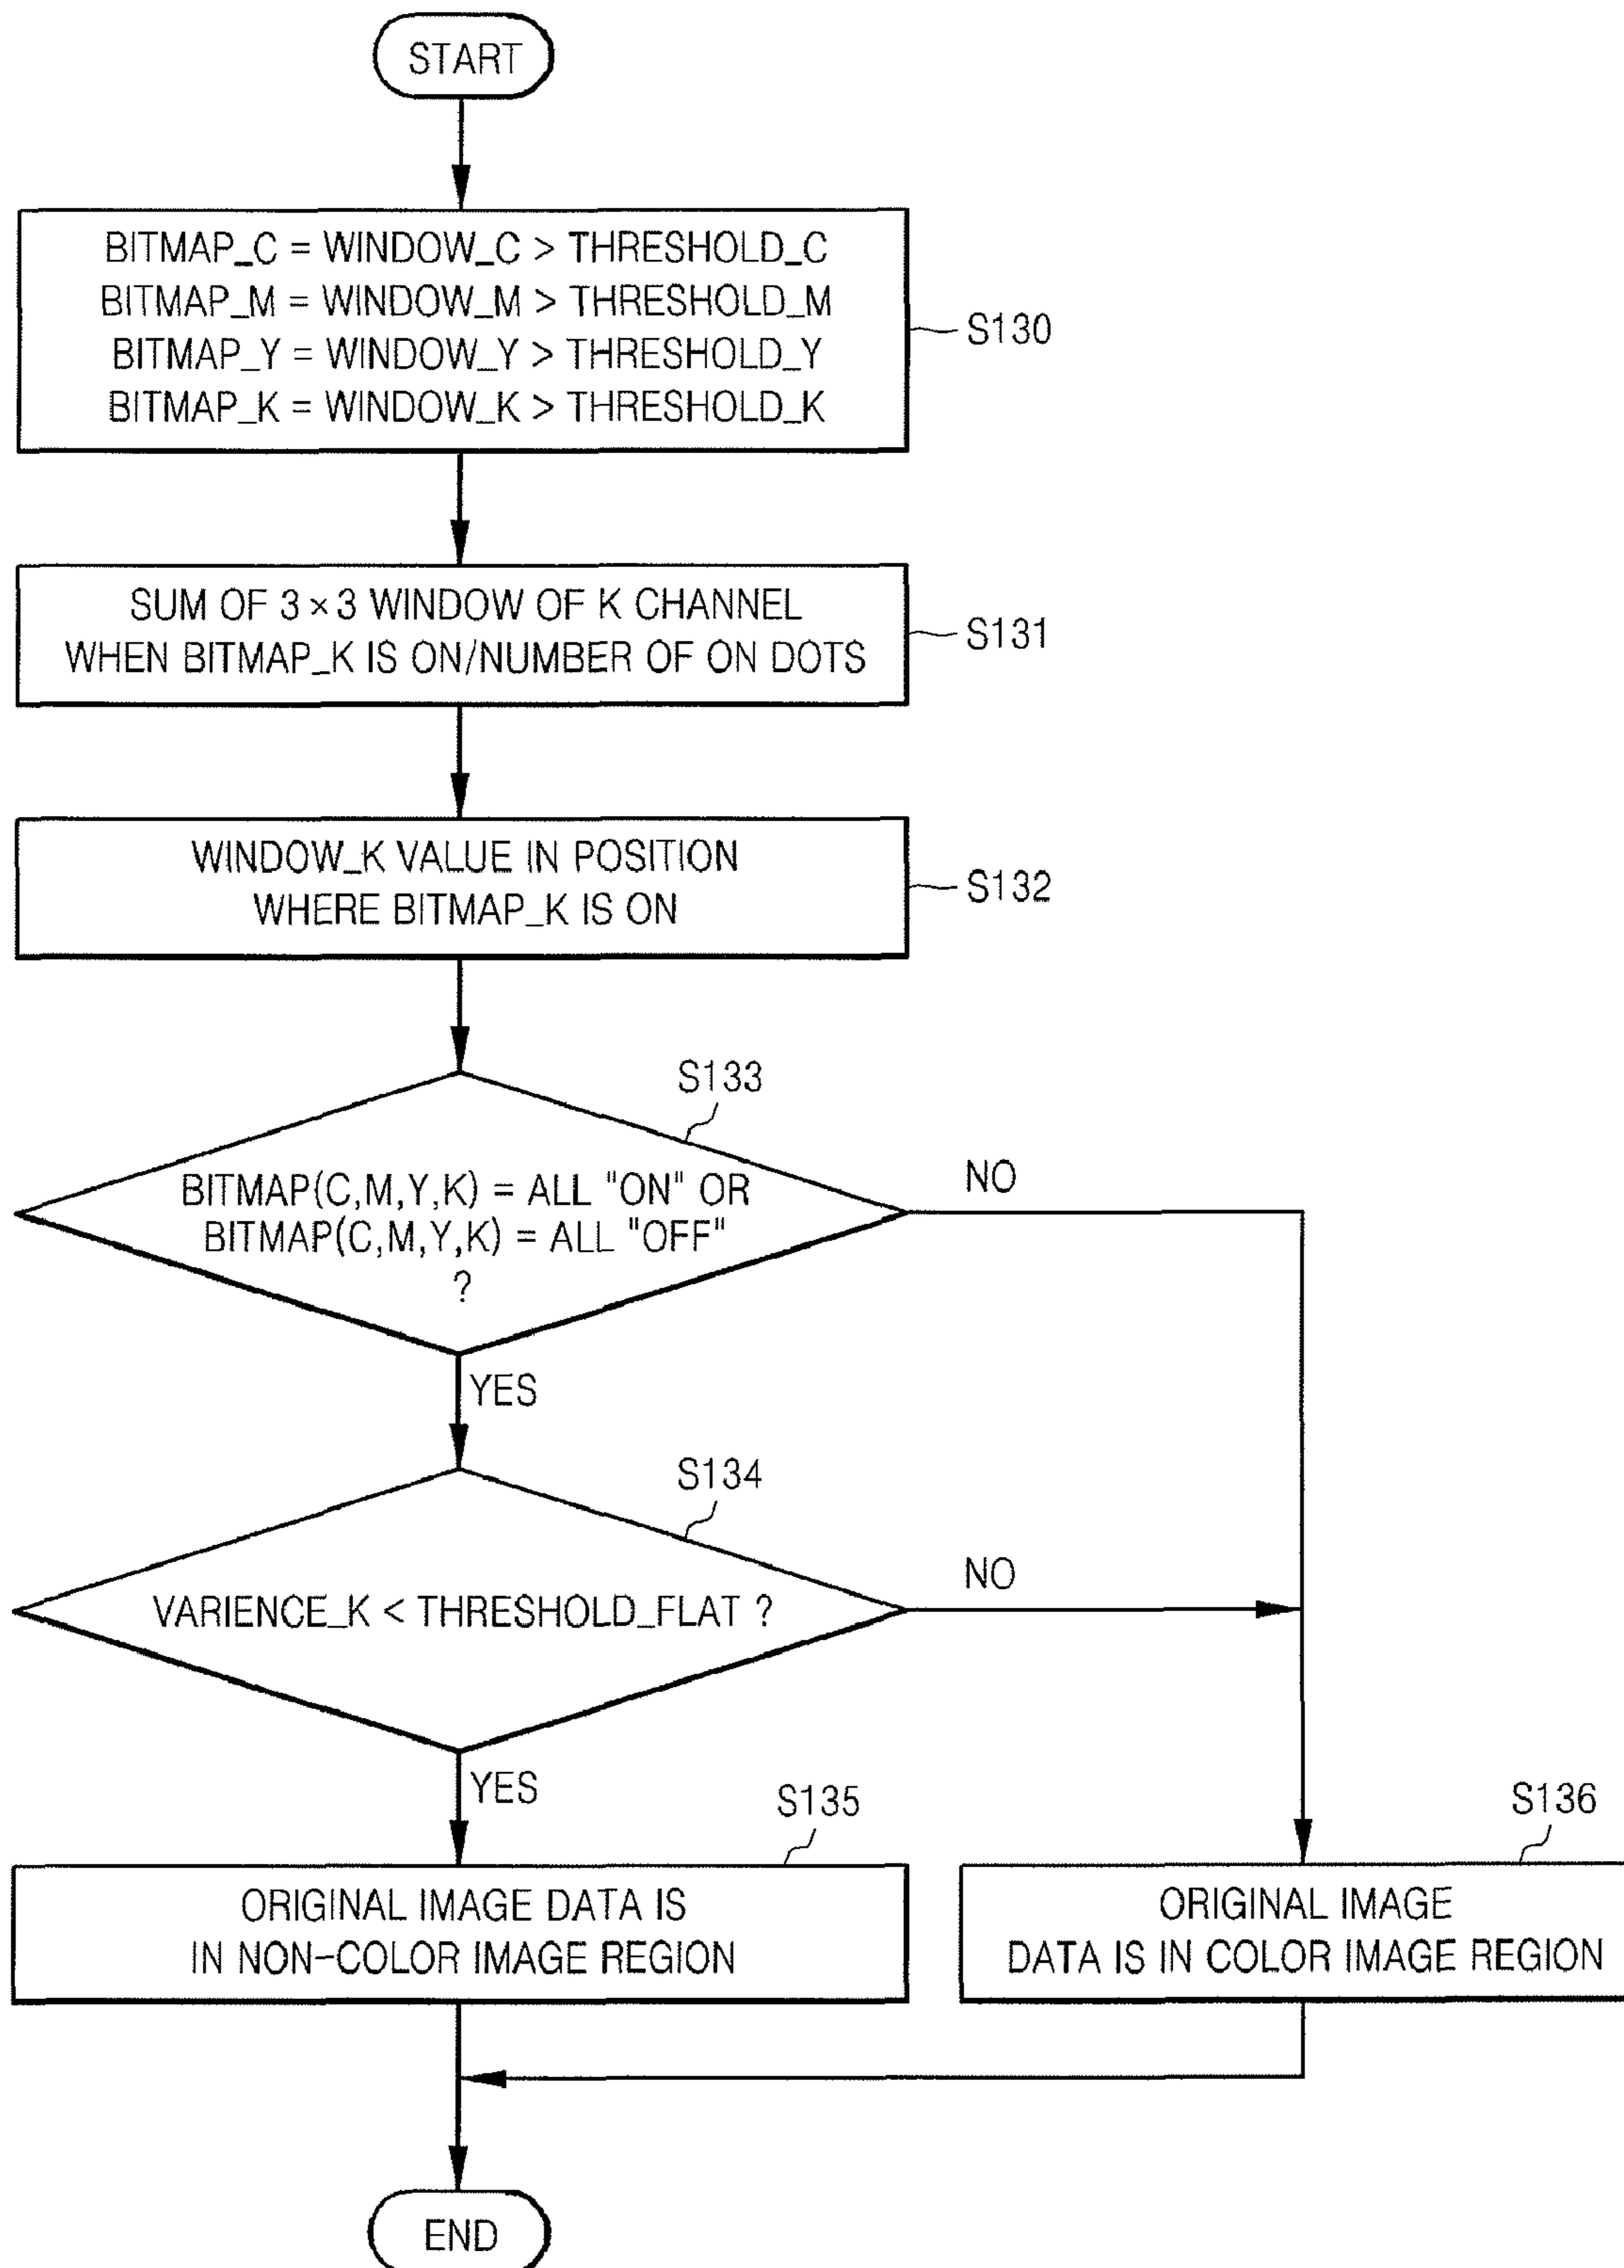 START
BITMAP_C = WINDOW_C > THRESHOLD_C
BITMAP_M = WINDOW_M > THRESHOLD_M
BITMAP_Y = WINDOW_Y > THRESHOLD_Y
BITMAP_K = WINDOW_K > THRESHOLD_K
S130
SUM OF 3 × 3 WINDOW OF K CHANNEL
WHEN BITMAP_K IS ON/NUMBER OF ON DOTS
S131
WINDOW_K VALUE IN POSITION
WHERE BITMAP_K IS ON
S132
S133
BITMAP(C,M,Y,K) = ALL "ON" OR
BITMAP(C,M,Y,K) = ALL "OFF"
?
NO
YES
S134
VARIENCE_K < THRESHOLD_FLAT ?
NO
YES
S135
ORIGINAL IMAGE DATA IS
IN NON-COLOR IMAGE REGION
S136
ORIGINAL IMAGE
DATA IS IN COLOR IMAGE REGION
END